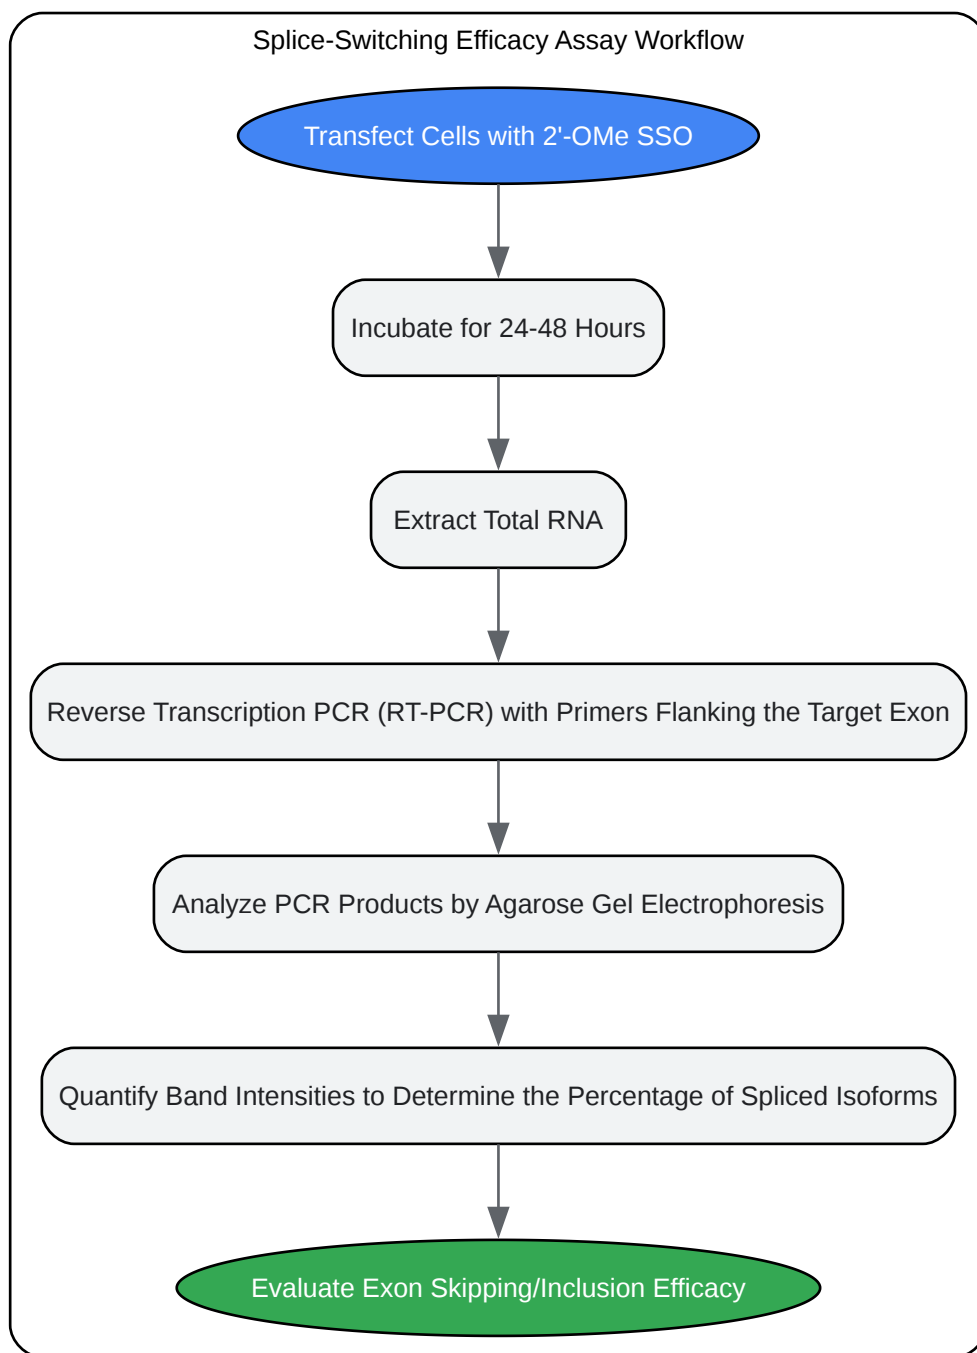 Splice-Switching Efficacy Assay Workflow
Transfect Cells with 2'-OMe SSO
Incubate for 24-48 Hours
Extract Total RNA
Reverse Transcription PCR (RT-PCR) with Primers Flanking the Target Exon
Analyze PCR Products by Agarose Gel Electrophoresis
Quantify Band Intensities to Determine the Percentage of Spliced Isoforms
Evaluate Exon Skipping/Inclusion Efficacy